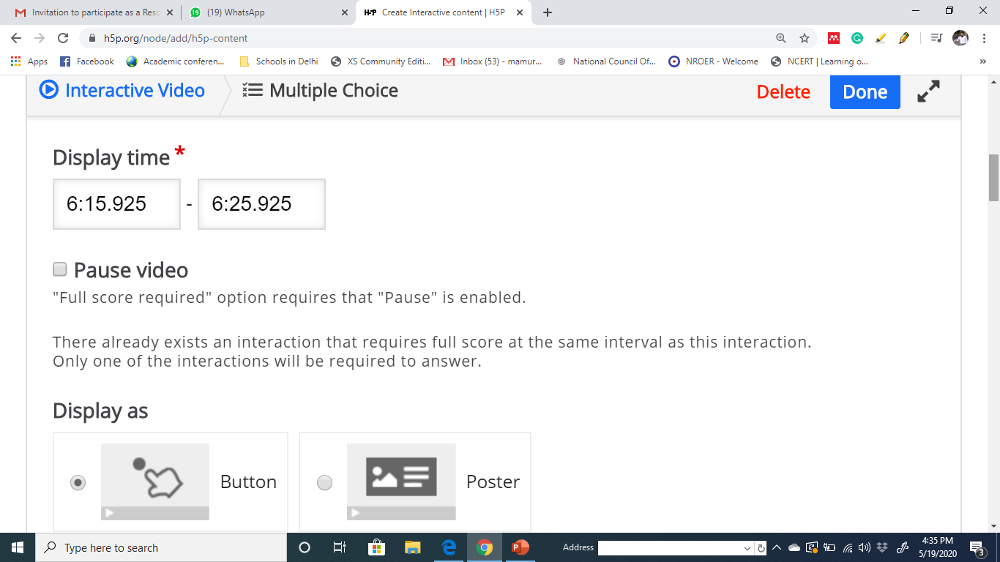 Invitation to participate as a Reso
(19) WhatsApp
H-P Create Interactive content | H5P
h5p.org/node/add/h5p-content
Apps Facebook Academic conferen... Schools in Delhi XS Community Editi... Inbox (53) - mamur... National Council Of... NROER - Welcome NCERT | Learning o... »
Interactive Video Multiple Choice Delete Done
Display time *
6:15.925 - 6:25.925
Pause video
"Full score required" option requires that "Pause" is enabled.
There already exists an interaction that requires full score at the same interval as this interaction.
Only one of the interactions will be required to answer.
Display as
Button Poster
Type here to search
Address
4:35 PM
5/19/2020
3